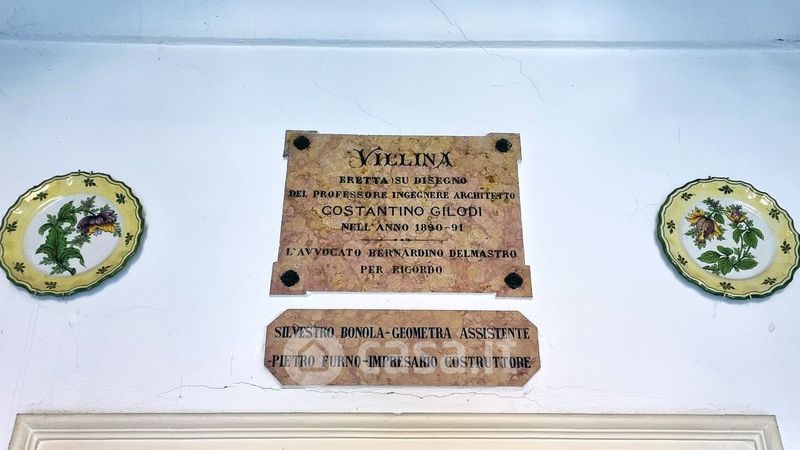 VILLINA
ERETTA SU DISEGNO
DEL PROFESSORE INGEGNERE ARCHITETTO
COSTANTINO GILODI
NELL'ANNO 1890-91
L'AVVOCATO BERNARDINO DELMASTRO
PER RICORDO
SILVESTRO BONOLA-GEOMETRA ASSISTENTE
-PIETRO FURNO-IMPRESARIO COSTRUTTORE
casa.it